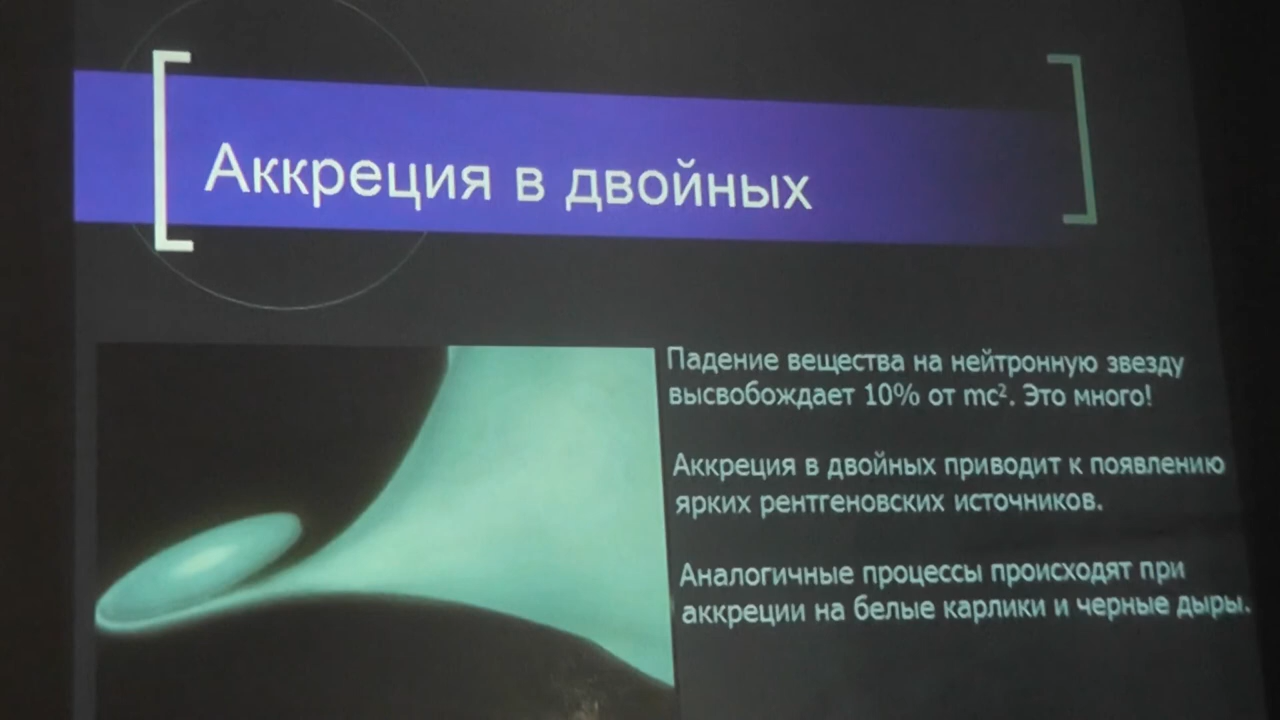 Аккреция в двойных
Падение вещества на нейтронную звезду
высвобождает 10% от mc². Это много!
Аккреция в двойных приводит к появлению
ярких рентгеновских источников.
Аналогичные процессы происходят при
аккреции на белые карлики и черные дыры.